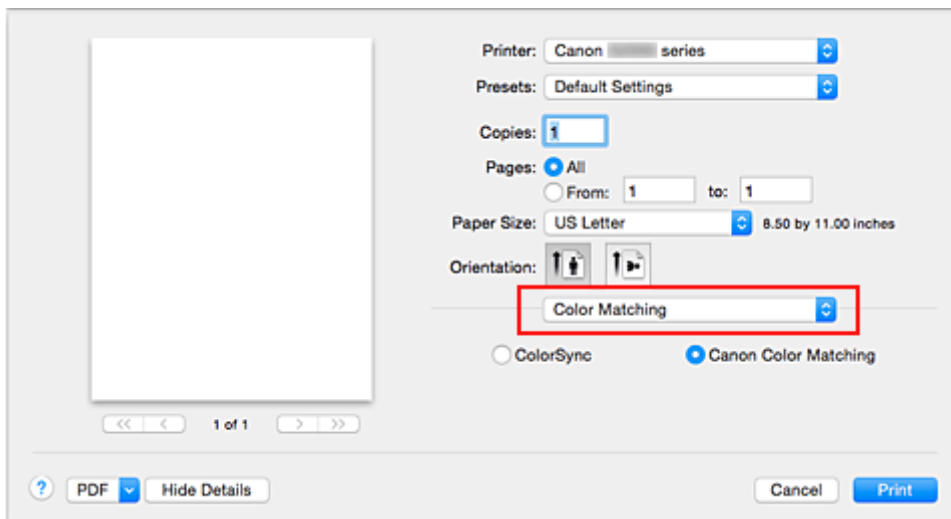 Printer: Canon series
Presets: Default Settings
Copies: 1
Pages: All
From: 1 to: 1
Paper Size: US Letter 8.50 by 11.00 inches
Orientation:
Color Matching
ColorSync Canon Color Matching
1 of 1
? PDF Hide Details Cancel Print